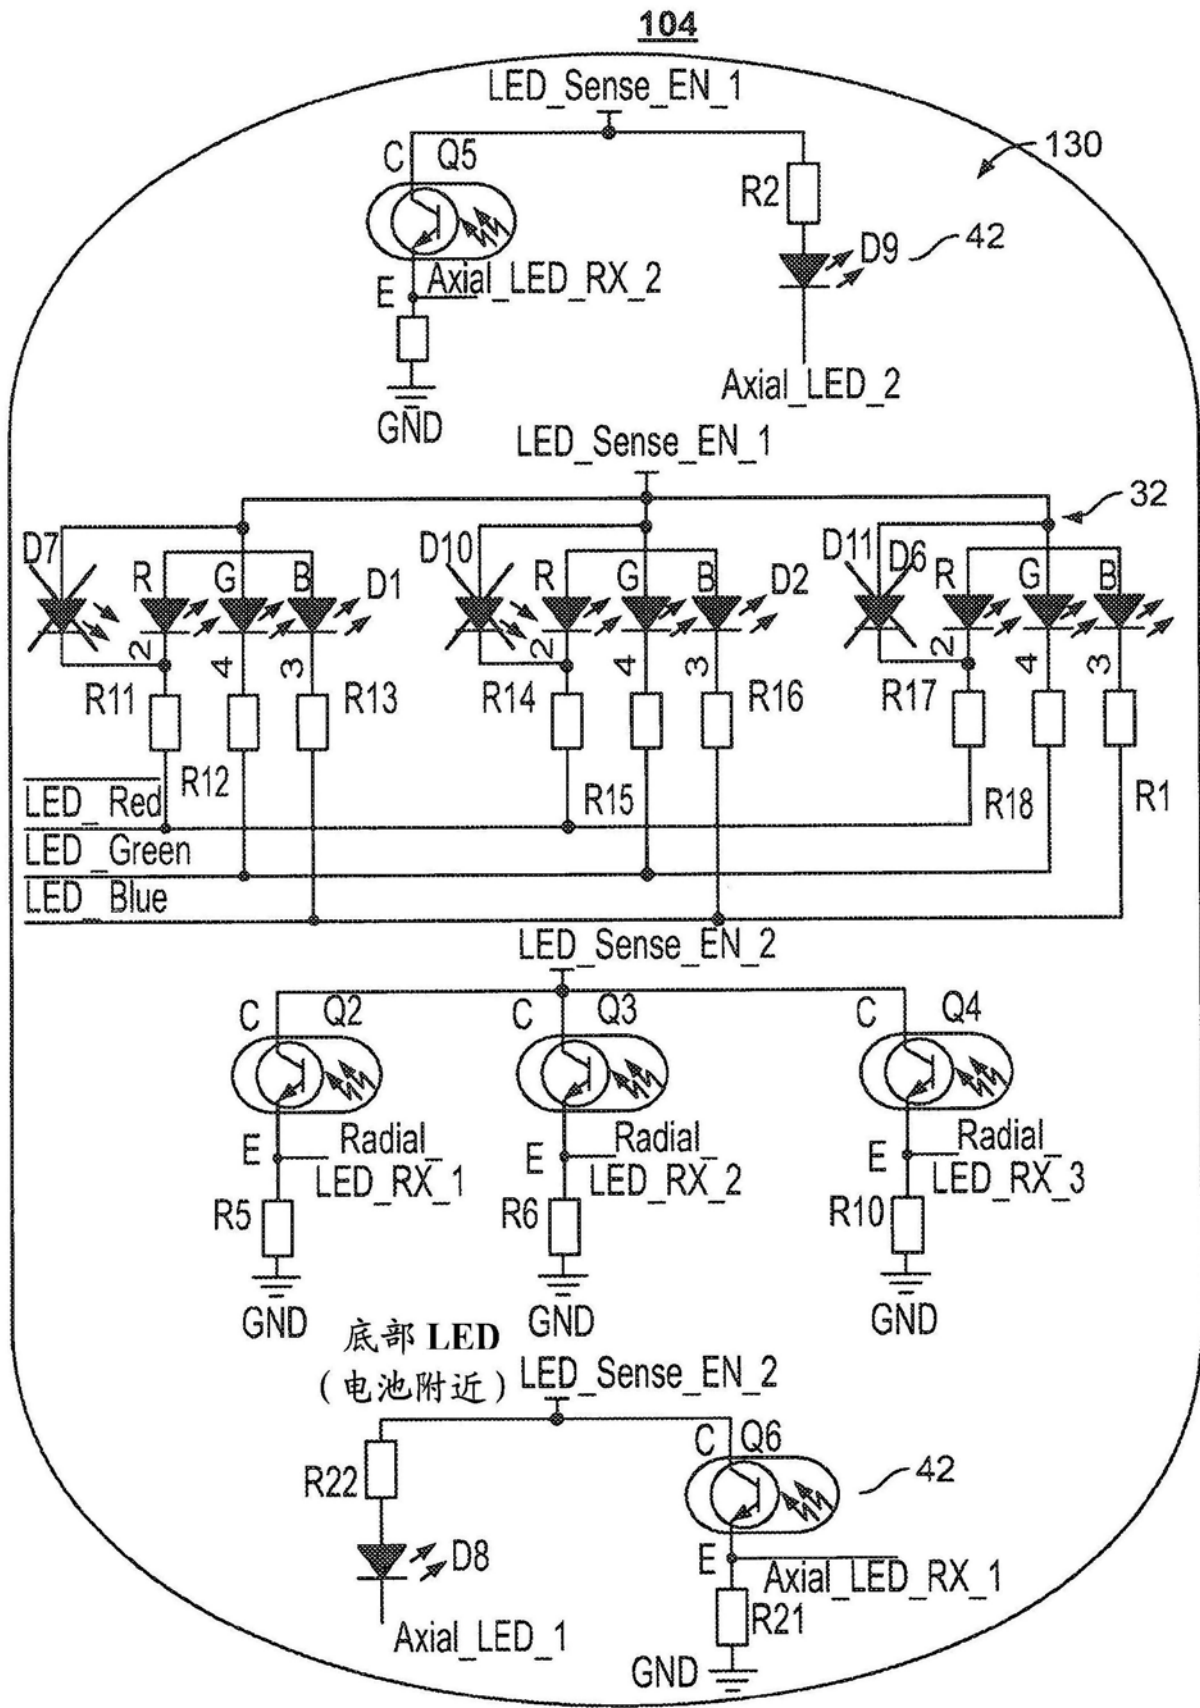 104
LED_Sense_EN_1
130
C Q5
R2
D9 42
Axial_LED_RX_2
E
Axial_LED_2
GND
LED_Sense_EN_1
32
D7 R G B D1
D10 R G B D2
D11 D6 R G B
2 4 3
2 4 3
2 4 3
R11 R13 R14 R16 R17
R12 R15 R18 R1
LED_Red
LED_Green
LED_Blue
LED_Sense_EN_2
C Q2 C Q3 C Q4
E Radial_ E Radial_ E Radial_
LED_RX_1 LED_RX_2 LED_RX_3
R5 R6 R10
GND GND GND
底部 LED
(电池附近) LED_Sense_EN_2
C Q6
R22 42
D8 E
Axial_LED_RX_1
R21
Axial_LED_1
GND